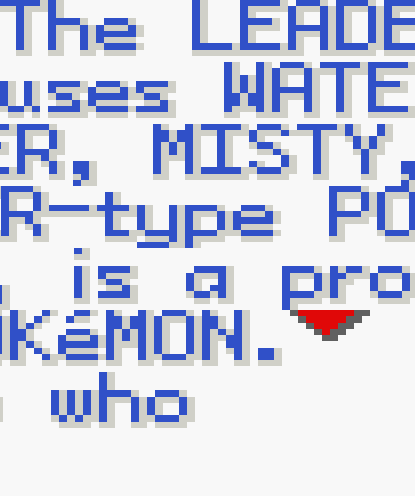 The LEADE
uses WATE
ER, MISTY,
R-type PO
is a pro
KéMON.
who